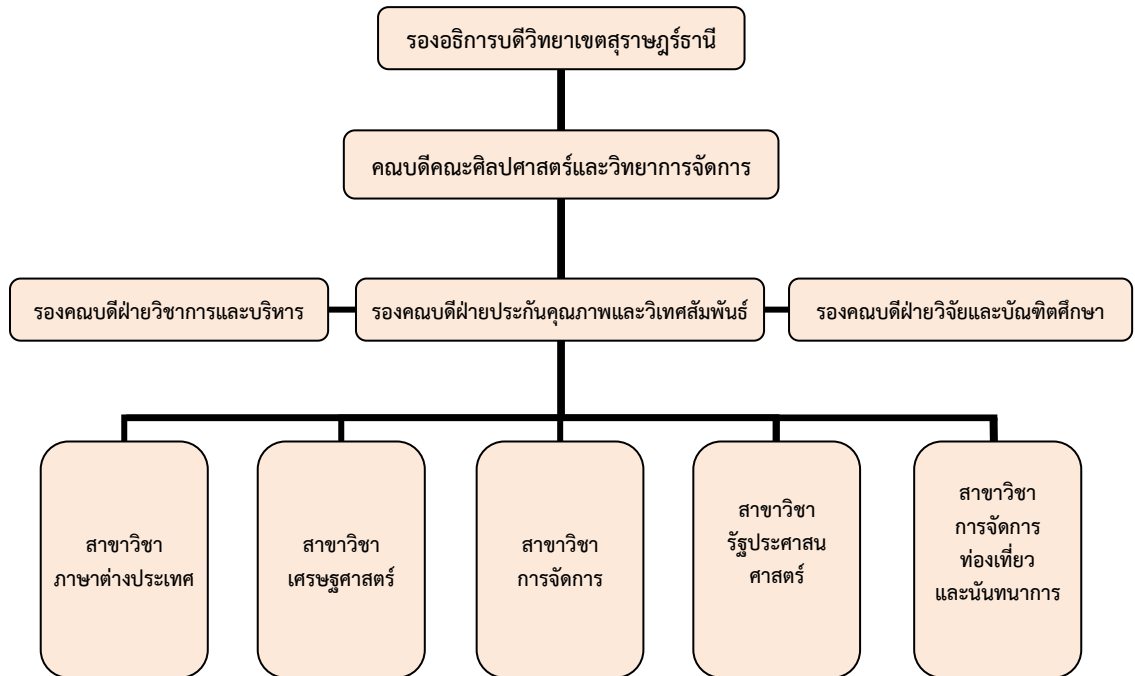 รองอธิการบดีวิทยาเขตสุราษฎร์ธานี
คณบดีคณะศิลปศาสตร์และวิทยาการจัดการ
รองคณบดีฝ่ายวิชาการและบริหาร
รองคณบดีฝ่ายประกันคุณภาพและวิเทศสัมพันธ์
รองคณบดีฝ่ายวิจัยและบัณฑิตศึกษา
สาขาวิชา
ภาษาต่างประเทศ
สาขาวิชา
เศรษฐศาสตร์
สาขาวิชา
การจัดการ
สาขาวิชา
รัฐประศาสน
ศาสตร์
สาขาวิชา
การจัดการ
ท่องเที่ยว
และนันทนาการ